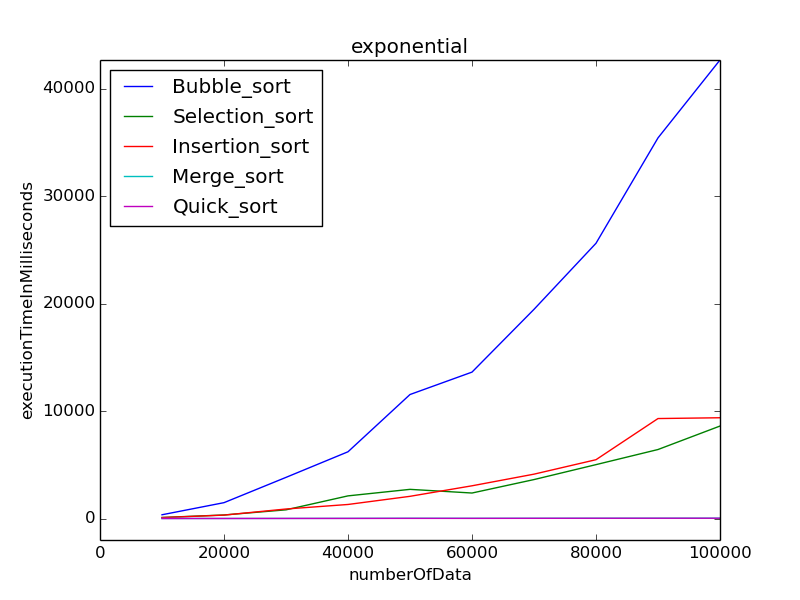 exponential
Bubble_sort
Selection_sort
Insertion_sort
Merge_sort
Quick_sort
executionTimeInMilliseconds
40000
30000
20000
10000
0
0 20000 40000 60000 80000 100000
numberOfData